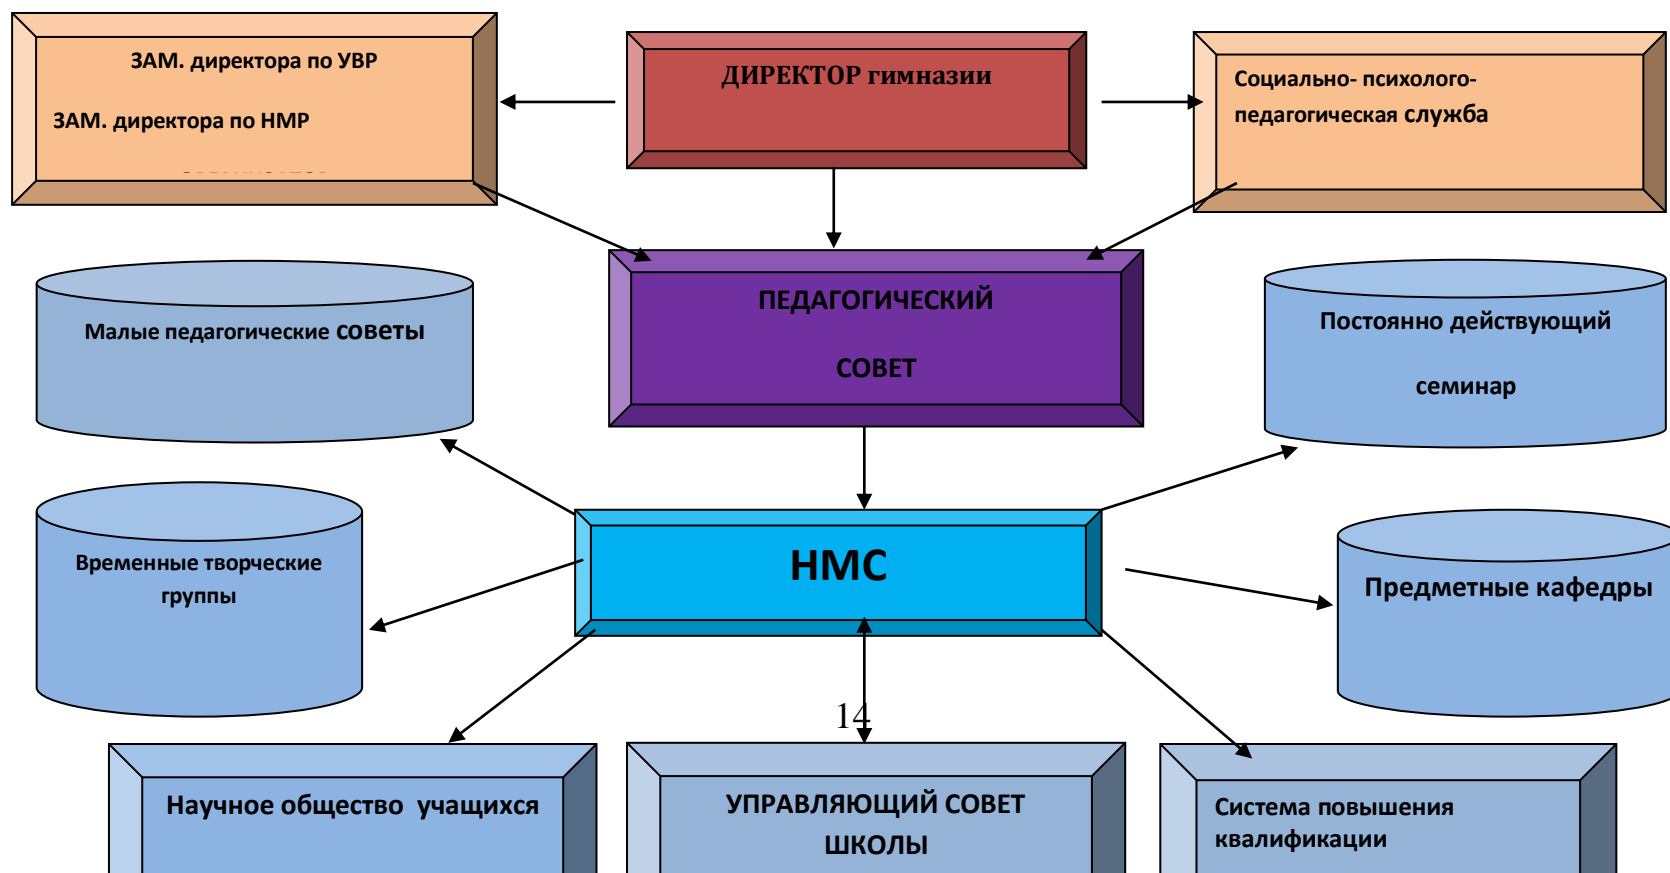 ЗАМ. директора по УВР
ЗАМ. директора по НМР
ДИРЕКТОР гимназии
Социально- психолого-
педагогическая служба
Малые педагогические советы
ПЕДАГОГИЧЕСКИЙ
СОВЕТ
Постоянно действующий
семинар
Временные творческие
группы
НМС
Предметные кафедры
14
Научное общество учащихся
УПРАВЛЯЮЩИЙ СОВЕТ
ШКОЛЫ
Система повышения
квалификации